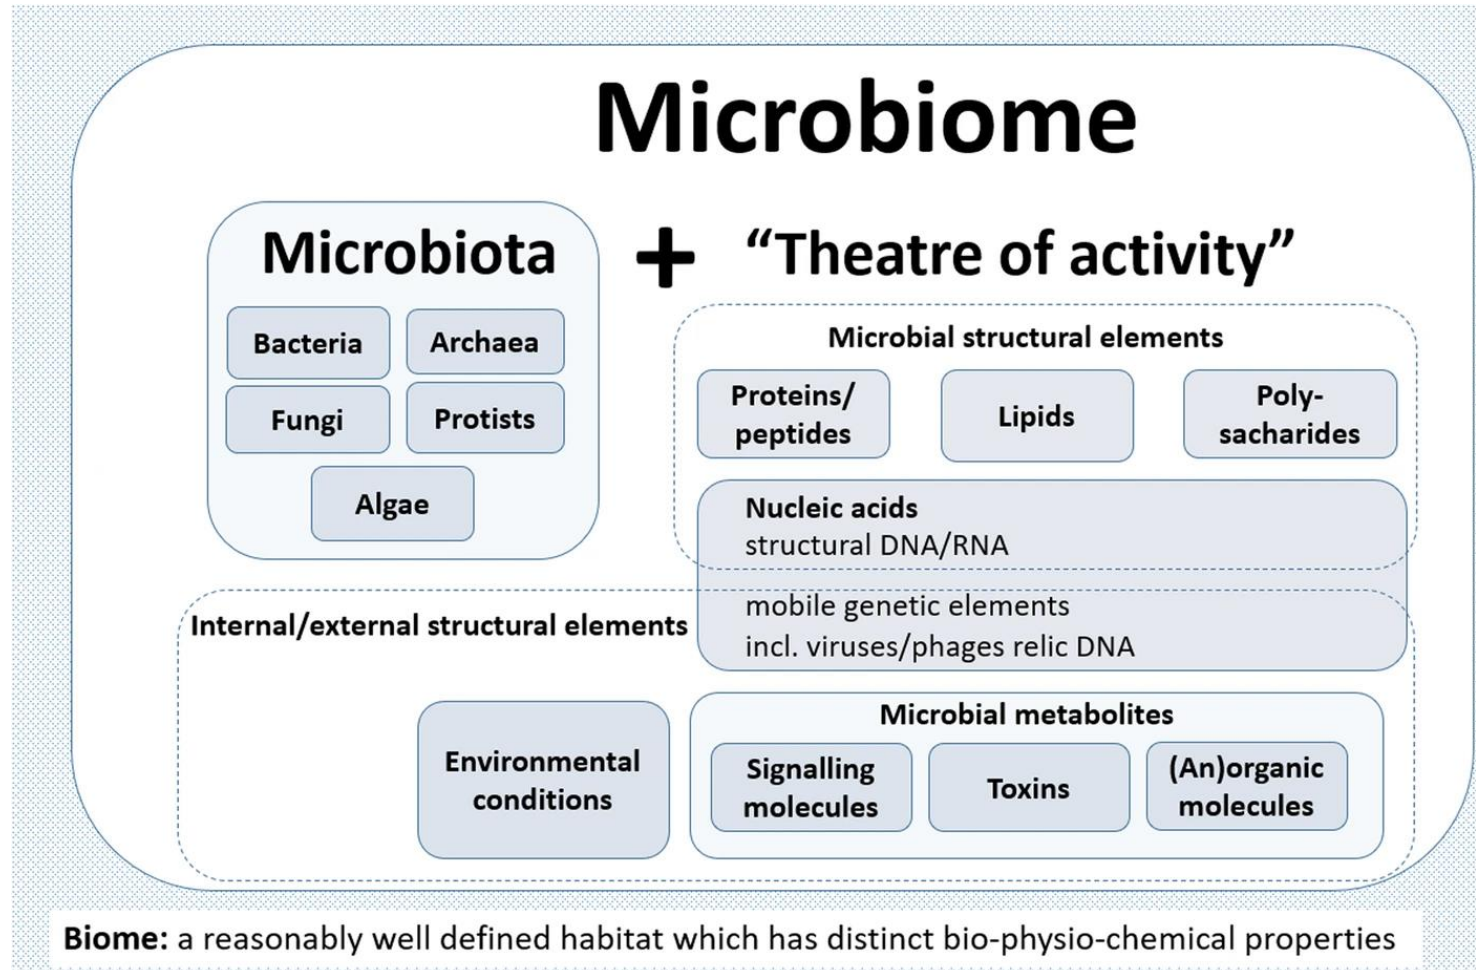 Microbiome
Microbiota
+
“Theatre of activity”
Bacteria
Archaea
Fungi
Protists
Algae
Microbial structural elements
Proteins/
peptides
Lipids
Poly-
sacharides
Nucleic acids
structural DNA/RNA
mobile genetic elements
incl. viruses/phages relic DNA
Internal/external structural elements
Environmental
conditions
Microbial metabolites
Signalling
molecules
Toxins
(An)organic
molecules
Biome: a reasonably well defined habitat which has distinct bio-physio-chemical properties